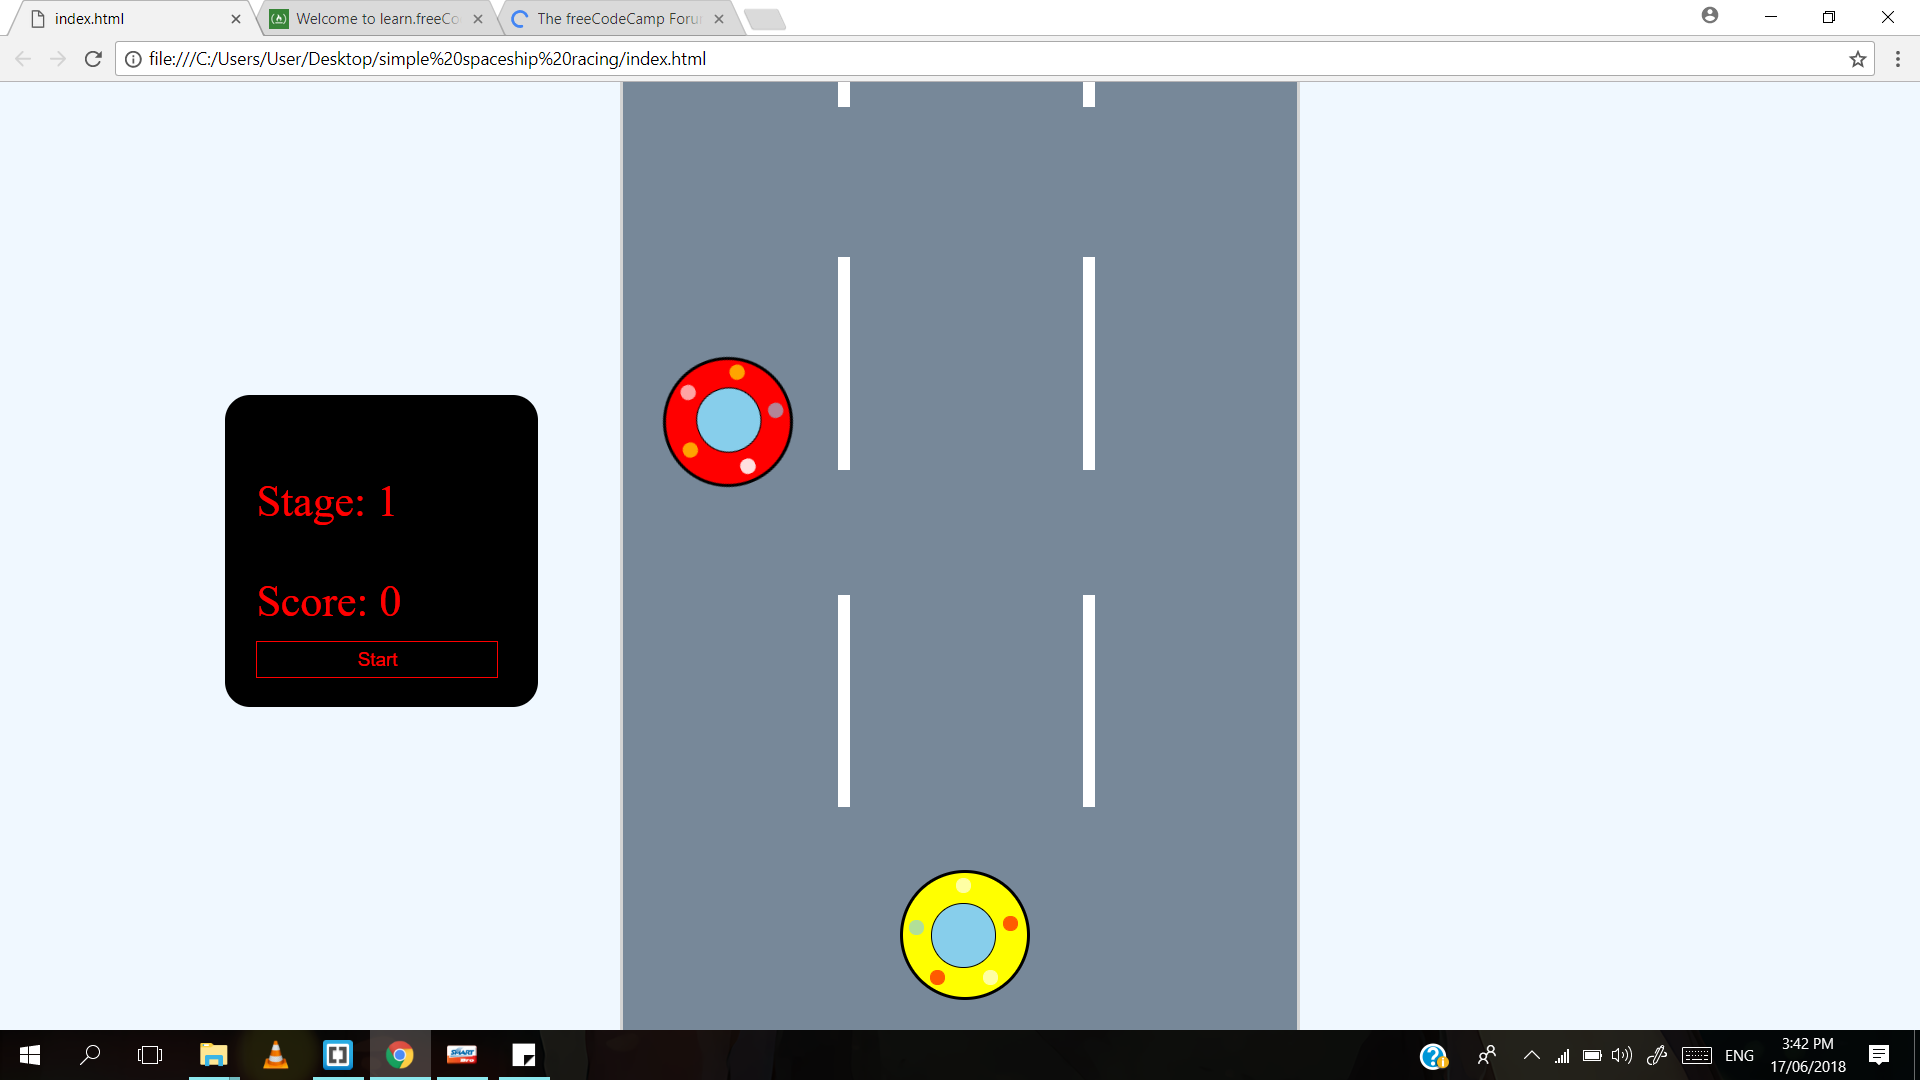 index.html
Welcome to learn.freeCo
The freeCodeCamp Foru
file:///C:/Users/User/Desktop/simple%20spaceship%20racing/index.html
Stage: 1
Score: 0
Start
SMART
ENG
3:42 PM
17/06/2018